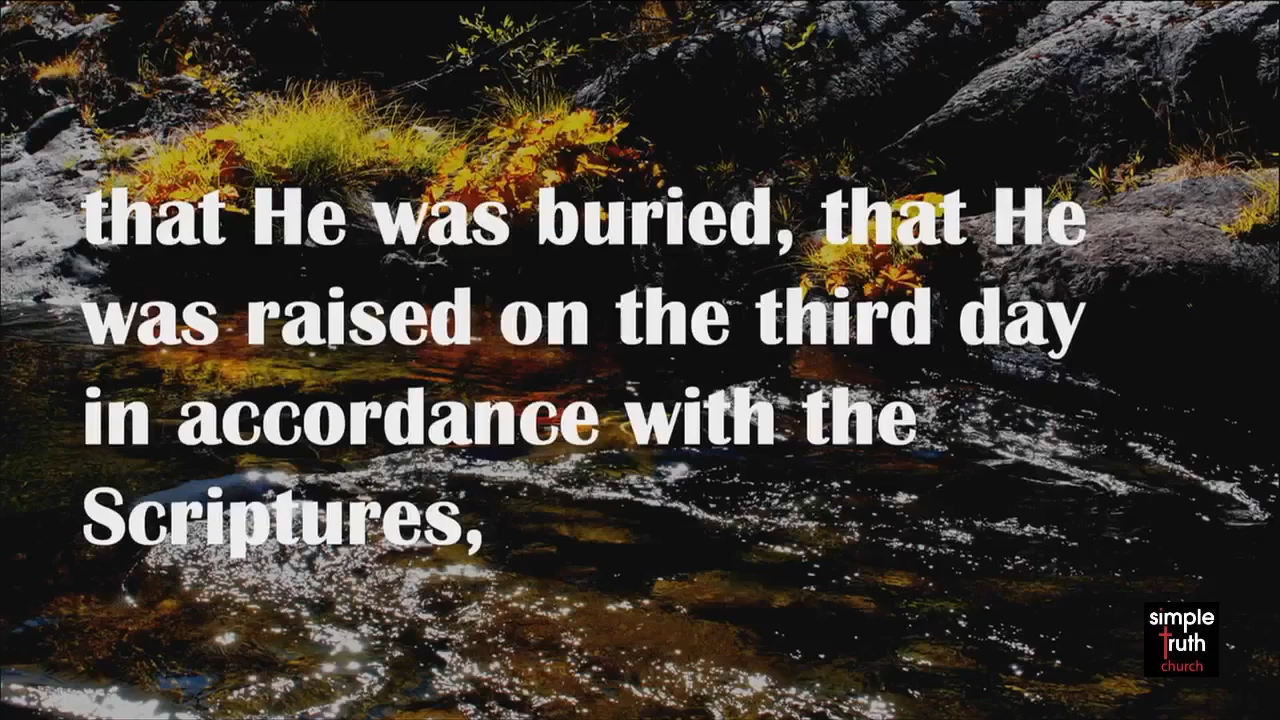 that He was buried, that He
was raised on the third day
in accordance with the
Scriptures,
simple
truth
church